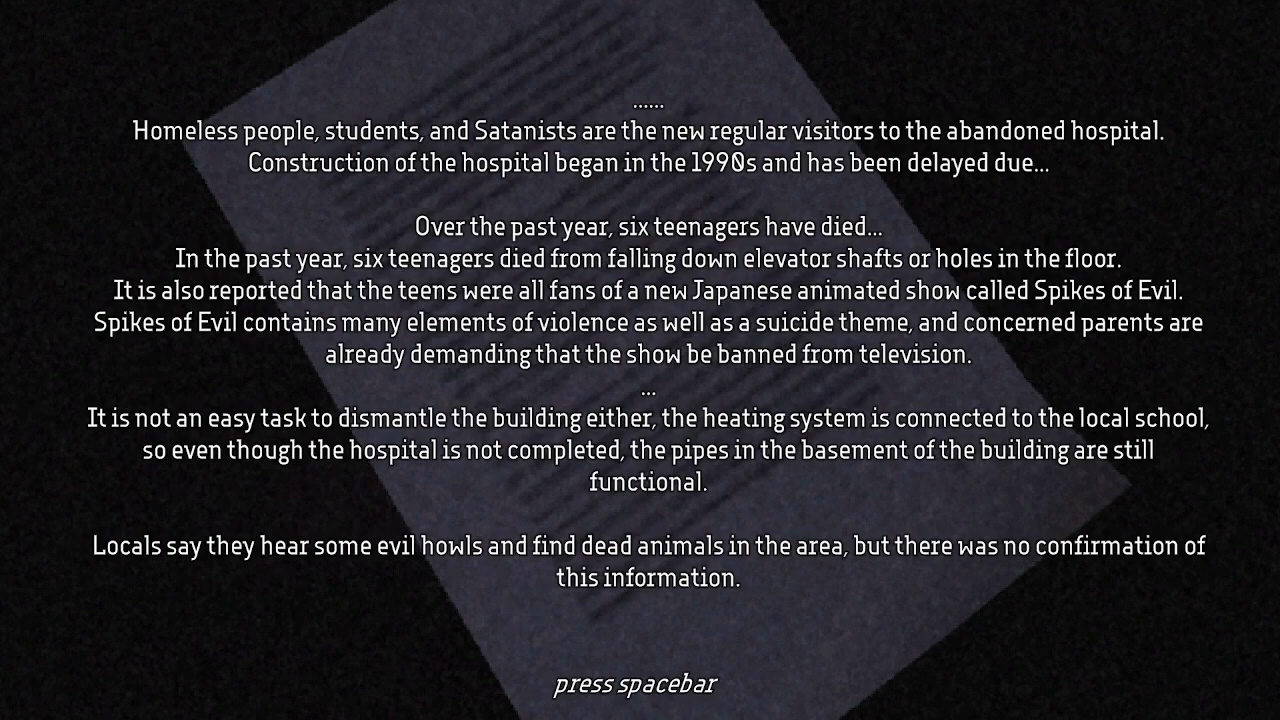 ......
Homeless people, students, and Satanists are the new regular visitors to the abandoned hospital.
Construction of the hospital began in the 1990s and has been delayed due...
Over the past year, six teenagers have died...
In the past year, six teenagers died from falling down elevator shafts or holes in the floor.
It is also reported that the teens were all fans of a new Japanese animated show called Spikes of Evil.
Spikes of Evil contains many elements of violence as well as a suicide theme, and concerned parents are
already demanding that the show be banned from television.
...
It is not an easy task to dismantle the building either, the heating system is connected to the local school,
so even though the hospital is not completed, the pipes in the basement of the building are still
functional.
Locals say they hear some evil howls and find dead animals in the area, but there was no confirmation of
this information.
press spacebar